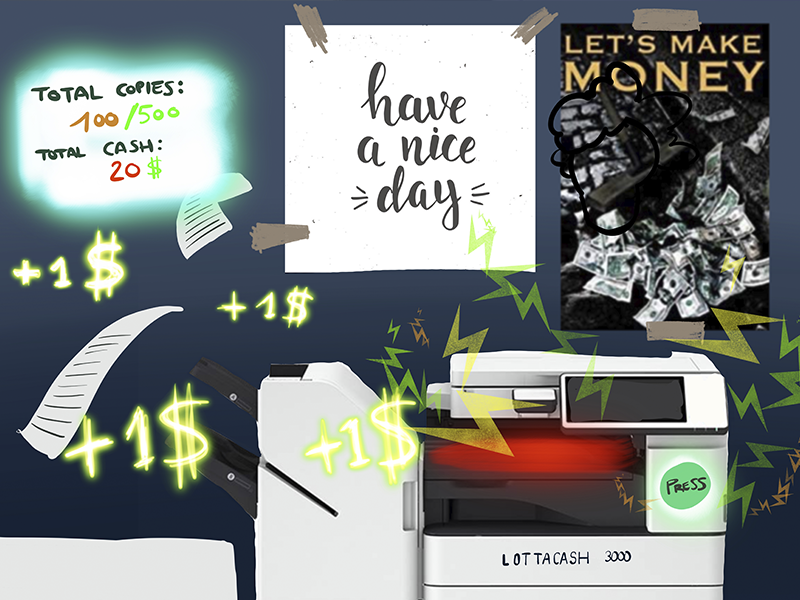 TOTAL COPIES:
100/500
TOTAL CASH:
20$
have
a nice
day
LET'S MAKE
MONEY
+1$
+1$
+1$
+1$
PRESS
LOTTACASH 3000